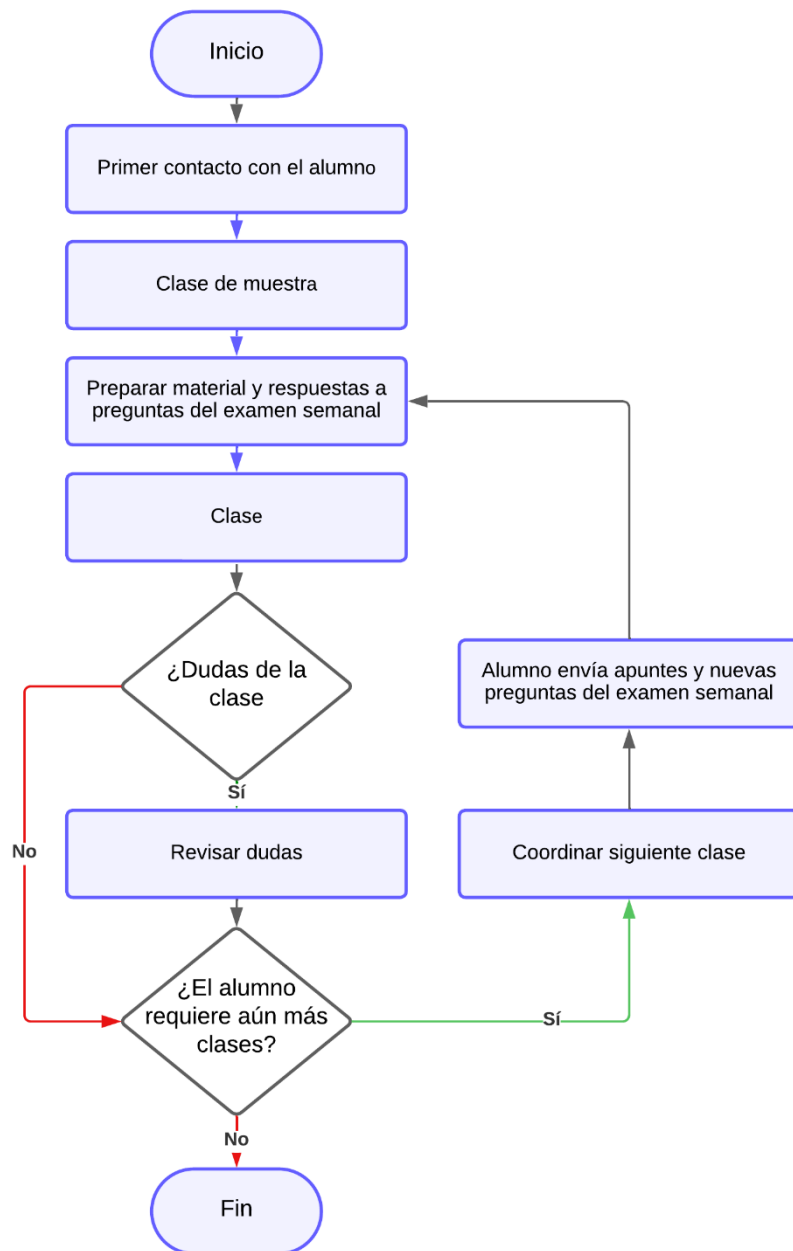 Inicio
Primer contacto con el alumno
Clase de muestra
Preparar material y respuestas a
preguntas del examen semanal
Clase
¿Dudas de la
clase
Sí
No
Revisar dudas
¿El alumno
requiere aún más
clases?
Sí
Coordinar siguiente clase
Alumno envía apuntes y nuevas
preguntas del examen semanal
No
Fin